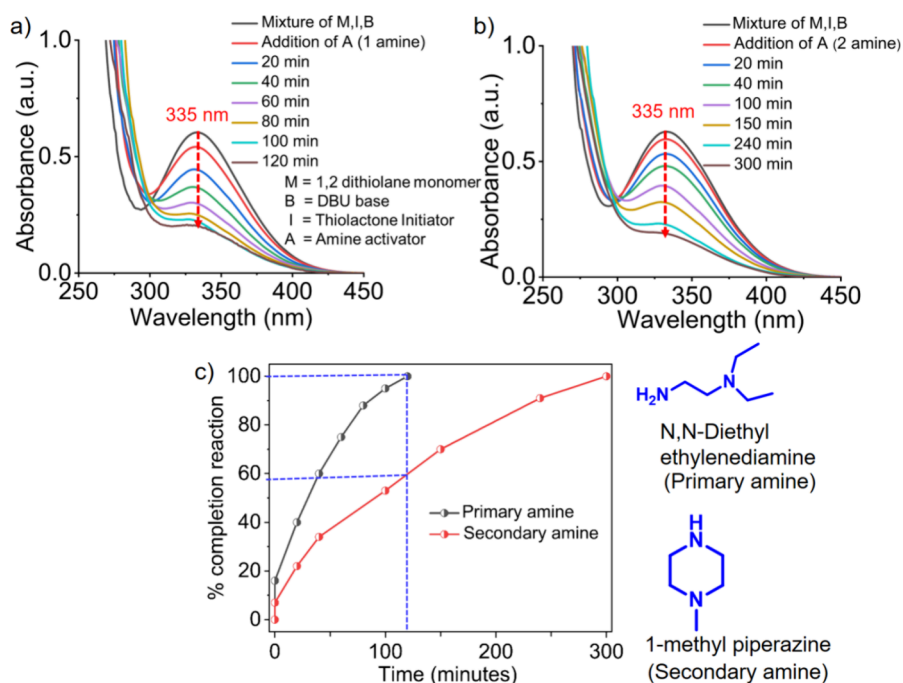 a)
Mixture of M,I,B
Addition of A (1 amine)
20 min
40 min
60 min
80 min
100 min
120 min
335 nm
M = 1,2 dithiolane monomer
B = DBU base
I = Thiolactone Initiator
A = Amine activator
1.0
0.5
0.0
Absorbance (a.u.)
250 300 350 400 450
Wavelength (nm)
b)
Mixture of M,I,B
Addition of A (2 amine)
20 min
40 min
100 min
150 min
240 min
300 min
335 nm
1.0
0.5
0.0
Absorbance (a.u.)
250 300 350 400 450
Wavelength (nm)
c)
100
80
60
40
20
0
% completion reaction
Primary amine
Secondary amine
0 100 200 300
Time (minutes)
H2N
N
N,N-Diethyl
ethylenediamine
(Primary amine)
H
N
N
1-methyl piperazine
(Secondary amine)